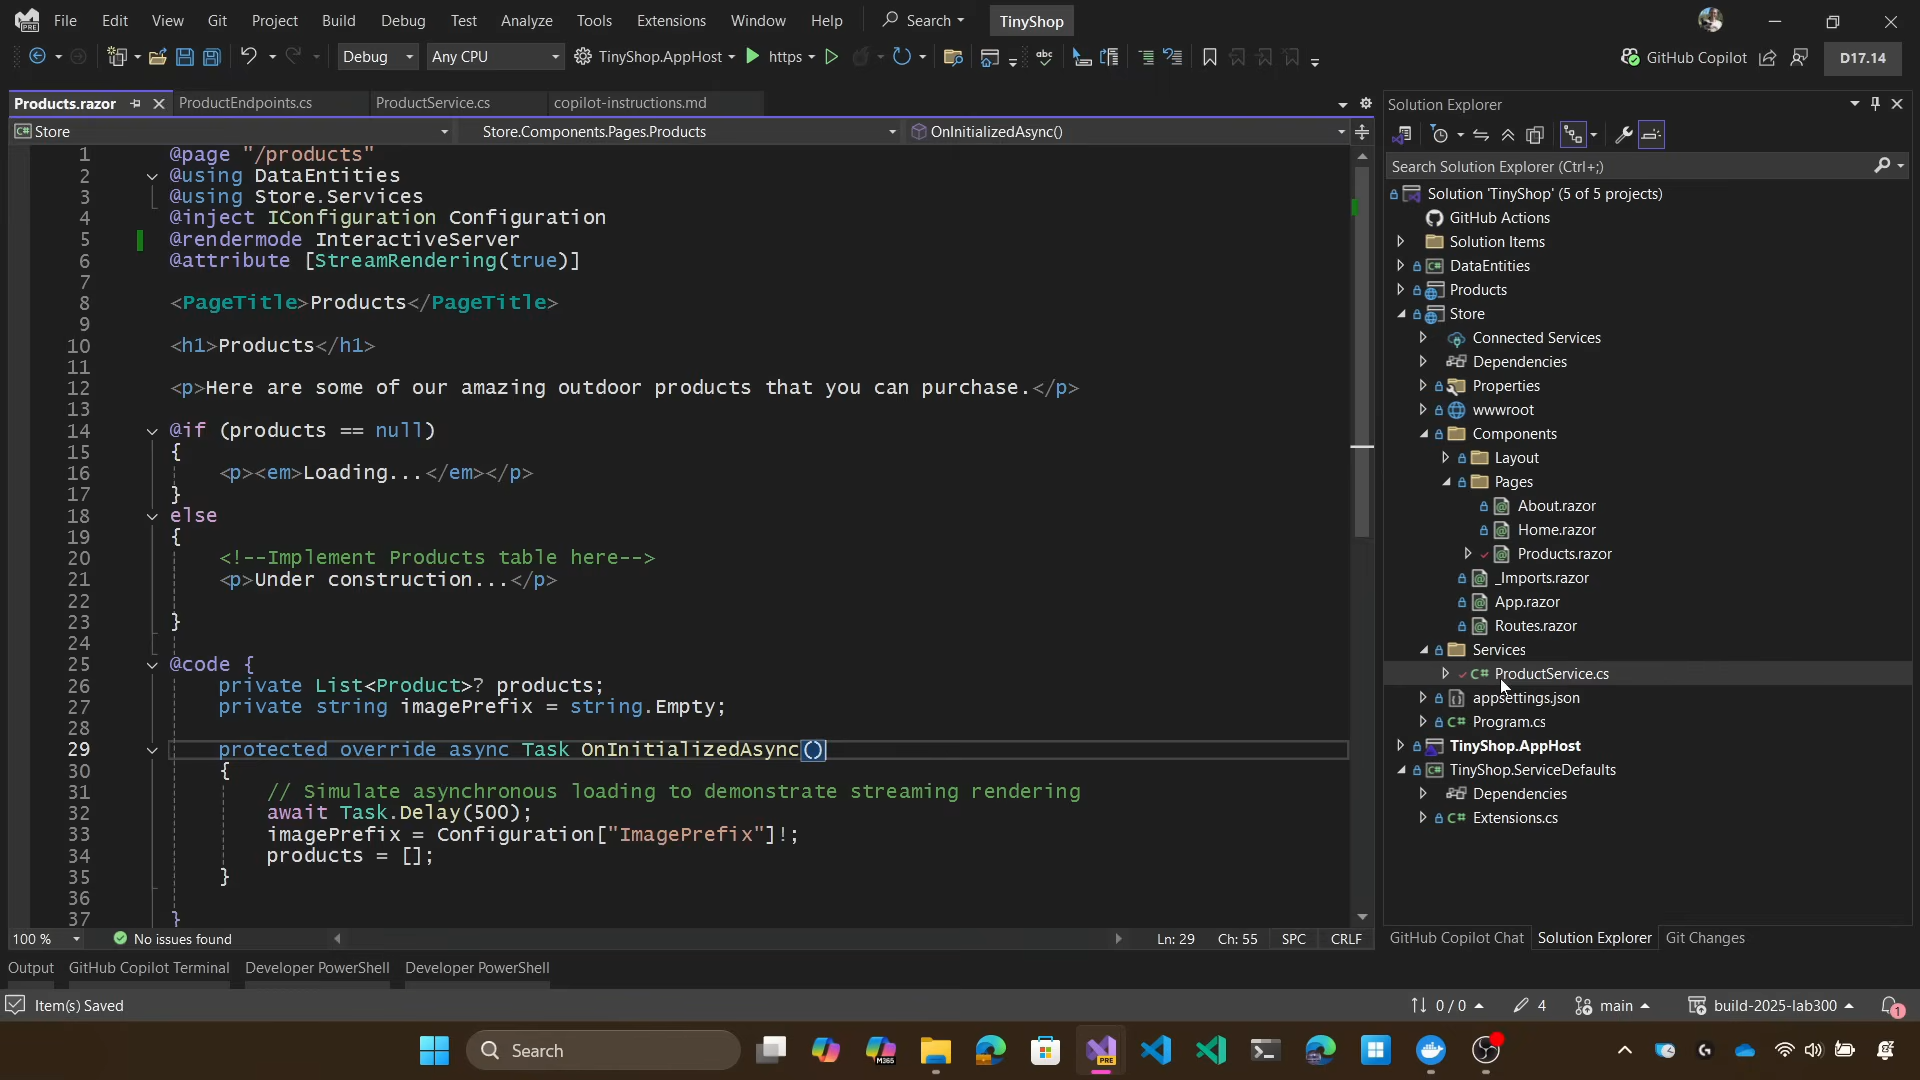 File Edit View Git Project Build Debug Test Analyze Tools Extensions Window Help Search TinyShop
Debug Any CPU TinyShop.AppHost https GitHub Copilot D17.14
Products.razor ProductEndpoints.cs ProductService.cs copilot-instructions.md
Store Store.Components.Pages.Products OnInitializedAsync()
1 @page "/products"
2 @using DataEntities
3 @using Store.Services
4 @inject IConfiguration Configuration
5 @rendermode InteractiveServer
6 @attribute [StreamRendering(true)]
7
8 <PageTitle>Products</PageTitle>
9
10 <h1>Products</h1>
11
12 <p>Here are some of our amazing outdoor products that you can purchase.</p>
13
14 @if (products == null)
15 {
16 <p><em>Loading...</em></p>
17 }
18 else
19 {
20 <!--Implement Products table here-->
21 <p>Under construction...</p>
22
23 }
24
25 @code {
26 private List<Product>? products;
27 private string imagePrefix = string.Empty;
28
29 protected override async Task OnInitializedAsync()
30 {
31 // Simulate asynchronous loading to demonstrate streaming rendering
32 await Task.Delay(500);
33 imagePrefix = Configuration["ImagePrefix"]!;
34 products = [];
35 }
36
37 }
100 % No issues found Ln: 29 Ch: 55 SPC CRLF
Output GitHub Copilot Terminal Developer PowerShell Developer PowerShell
Solution Explorer
Search Solution Explorer (Ctrl+;)
Solution 'TinyShop' (5 of 5 projects)
GitHub Actions
Solution Items
DataEntities
Products
Store
Connected Services
Dependencies
Properties
wwwroot
Components
Layout
Pages
About.razor
Home.razor
Products.razor
_Imports.razor
App.razor
Routes.razor
Services
ProductService.cs
appsettings.json
Program.cs
TinyShop.AppHost
TinyShop.ServiceDefaults
Dependencies
Extensions.cs
GitHub Copilot Chat Solution Explorer Git Changes
Item(s) Saved 0 / 0 4 main build-2025-lab300 1
Search